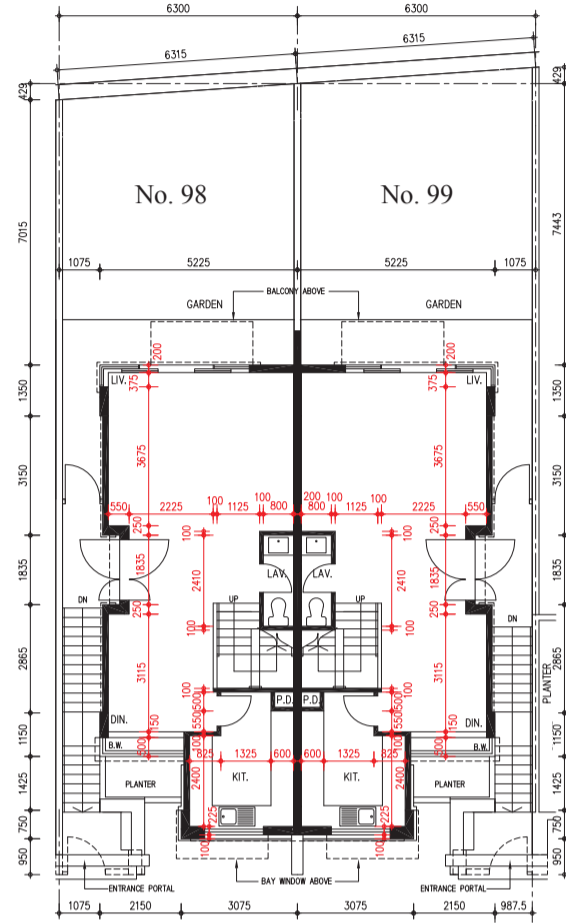 6300 6300
6315 6315
429 429
No. 98 No. 99
7015 7443
1075 5225 5225 1075
BALCONY ABOVE
GARDEN GARDEN
200 200
LIV. LIV.
375 375
1350 1350
3675 3675
3150 3150
550 2225 100 1125 100 800 200 800 100 1125 100 2225 550
250 100 100 250
1835 1835 2410 LAV. LAV. 2410 1835 1835
DN UP UP DN
250 100 100 250
2865 3115 3115 2865
PLANTER
100 100
500 P.D. P.D. 500
DIN. 550 550 DIN.
150 150
1150 B.W. 500 100 100 500 B.W. 1150
825 1325 600 600 1325 825
PLANTER 2400 KIT. KIT. 2400 PLANTER
1425 1425
225 225
750 100 100 750
950 950
ENTRANCE PORTAL BAY WINDOW ABOVE ENTRANCE PORTAL
1075 2150 3075 3075 2150 987.5